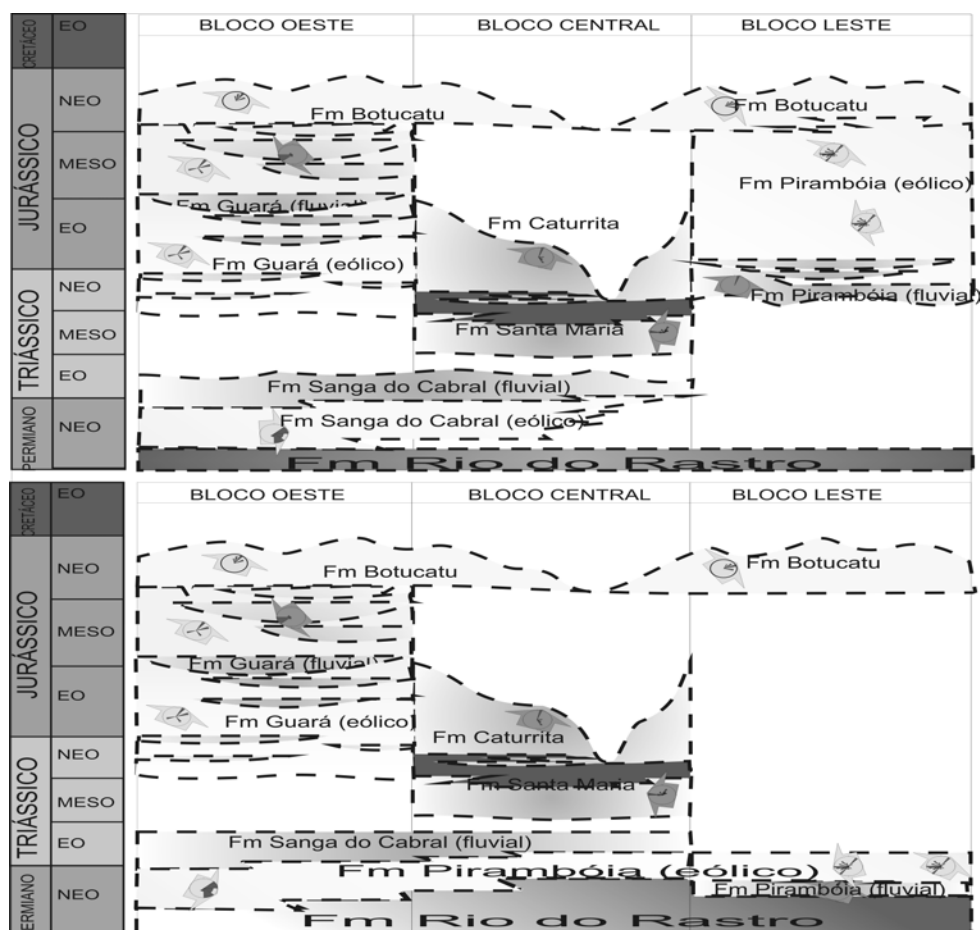 BLOCO OESTE BLOCO CENTRAL BLOCO LESTE
CRETÁCEO EO
JURÁSSICO
NEO
MESO
EO
TRIÁSSICO
NEO
MESO
EO
PERMIANO NEO
Fm Botucatu
Fm Botucatu
Fm Guará (fluvial)
Fm Guará (eólico)
Fm Caturrita
Fm Pirambóia (eólico)
Fm Pirambóia (fluvial)
Fm Santa Maria
Fm Sanga do Cabral (fluvial)
Fm Sanga do Cabral (eólico)
Fm Rio do Rastro
BLOCO OESTE BLOCO CENTRAL BLOCO LESTE
CRETÁCEO EO
JURÁSSICO
NEO
MESO
EO
TRIÁSSICO
NEO
MESO
EO
ERMIANO NEO
Fm Botucatu
Fm Botucatu
Fm Guará (fluvial)
Fm Guará (eólico)
Fm Caturrita
Fm Santa Maria
Fm Sanga do Cabral (fluvial)
Fm Pirambóia (eólico)
Fm Pirambóia (fluvial)
Fm Rio do Rastro